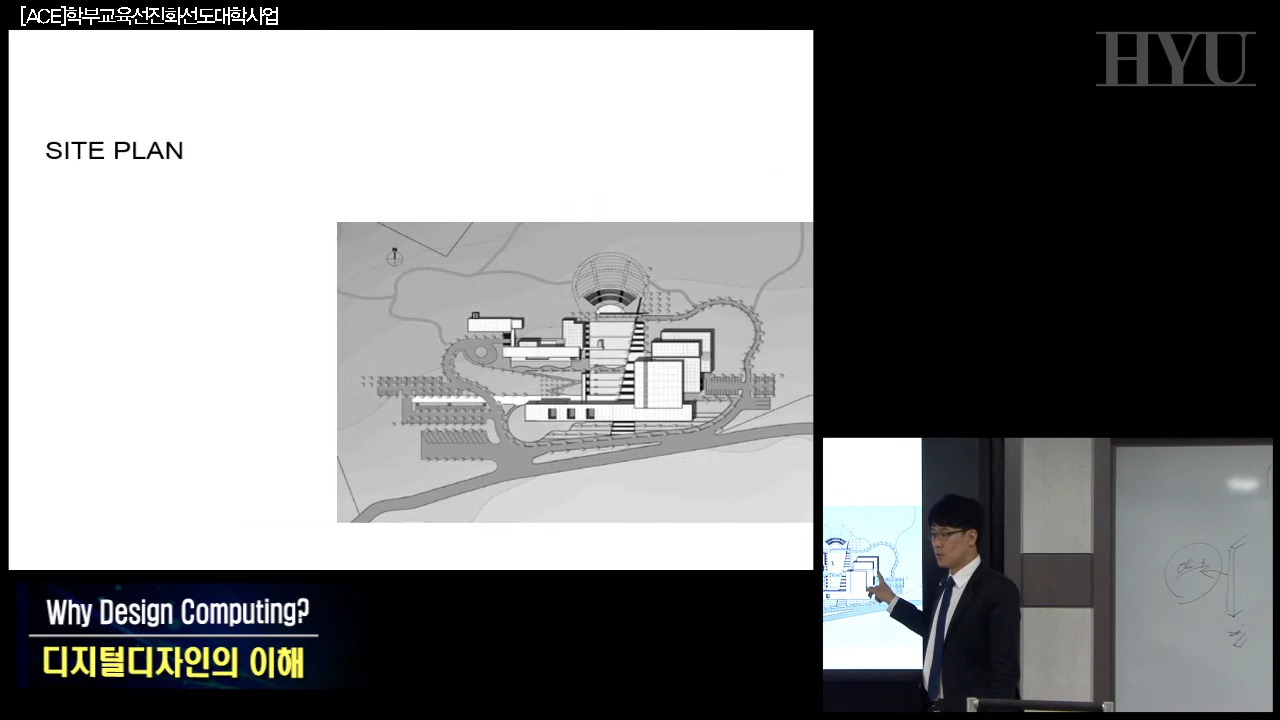 [ACE]학부교육선진화선도대학사업
HYU
SITE PLAN
N
Why Design Computing?
디지털디자인의 이해